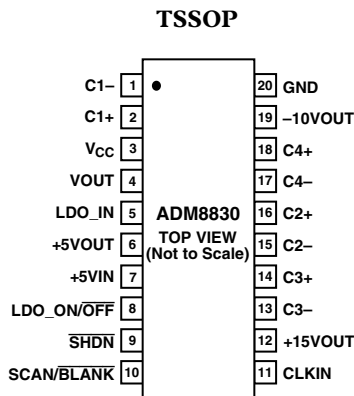 TSSOP
C1– 1
C1+ 2
VCC 3
VOUT 4
LDO_IN 5
+5VOUT 6
+5VIN 7
LDO_ON/OFF 8
SHDN 9
SCAN/BLANK 10
ADM8830
TOP VIEW
(Not to Scale)
20 GND
19 –10VOUT
18 C4+
17 C4–
16 C2+
15 C2–
14 C3+
13 C3–
12 +15VOUT
11 CLKIN